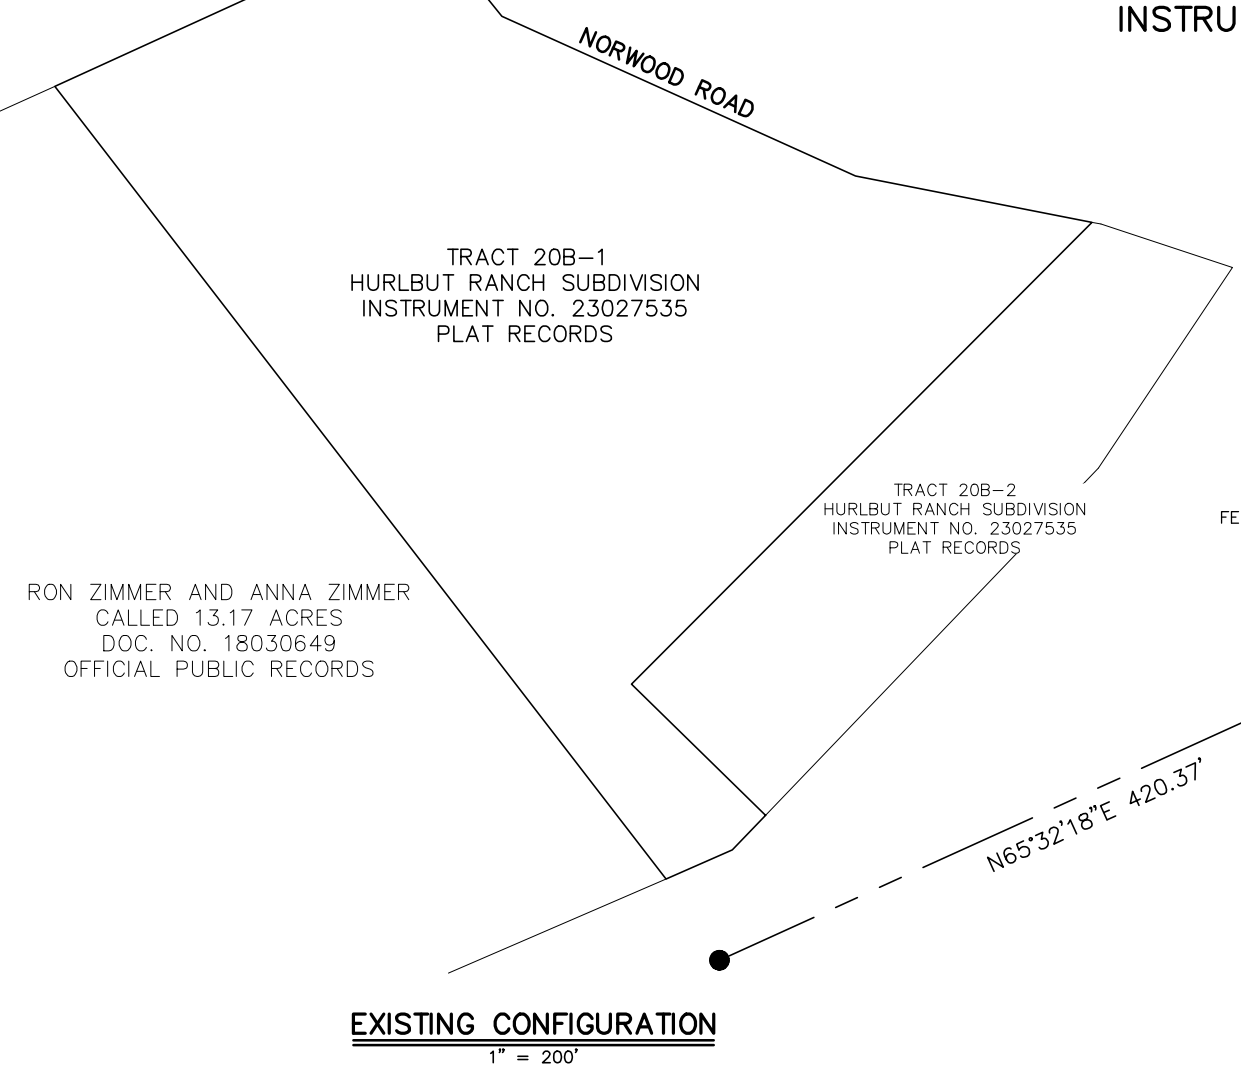 INSTRU
NORWOOD ROAD
TRACT 20B-1
HURLBUT RANCH SUBDIVISION
INSTRUMENT NO. 23027535
PLAT RECORDS
TRACT 20B-2
HURLBUT RANCH SUBDIVISION
INSTRUMENT NO. 23027535
PLAT RECORDS
FE
RON ZIMMER AND ANNA ZIMMER
CALLED 13.17 ACRES
DOC. NO. 18030649
OFFICIAL PUBLIC RECORDS
N65°32'18"E 420.37'
EXISTING CONFIGURATION
1" = 200'